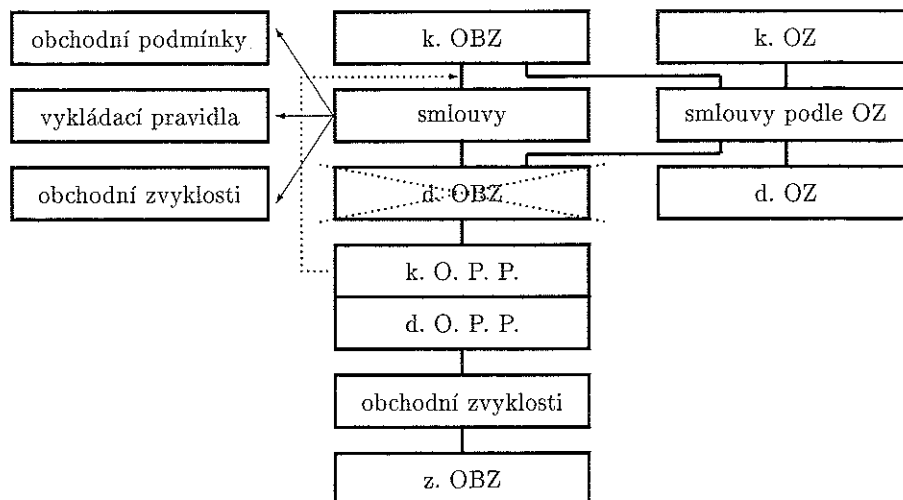 obchodní podmínky
k. OBZ
k. OZ
vykládací pravidla
smlouvy
smlouvy podle OZ
obchodní zvyklosti
d. OBZ
d. OZ
k. O. P. P.
d. O. P. P.
obchodní zvyklosti
z. OBZ